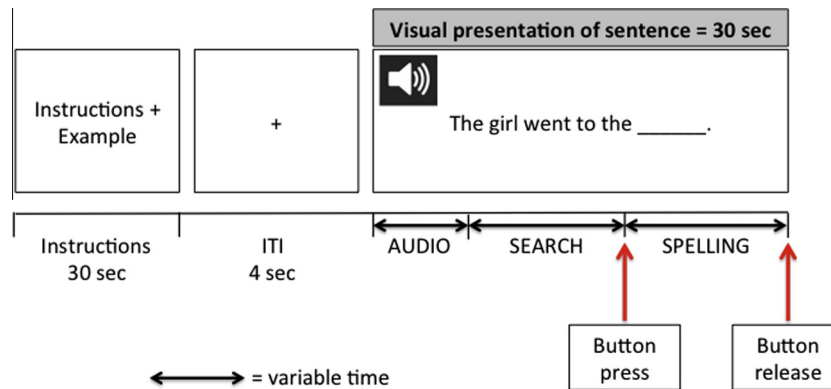 Visual presentation of sentence = 30 sec
Instructions +
Example
+
The girl went to the ______.
Instructions
30 sec
ITI
4 sec
AUDIO
SEARCH
SPELLING
Button
press
Button
release
= variable time